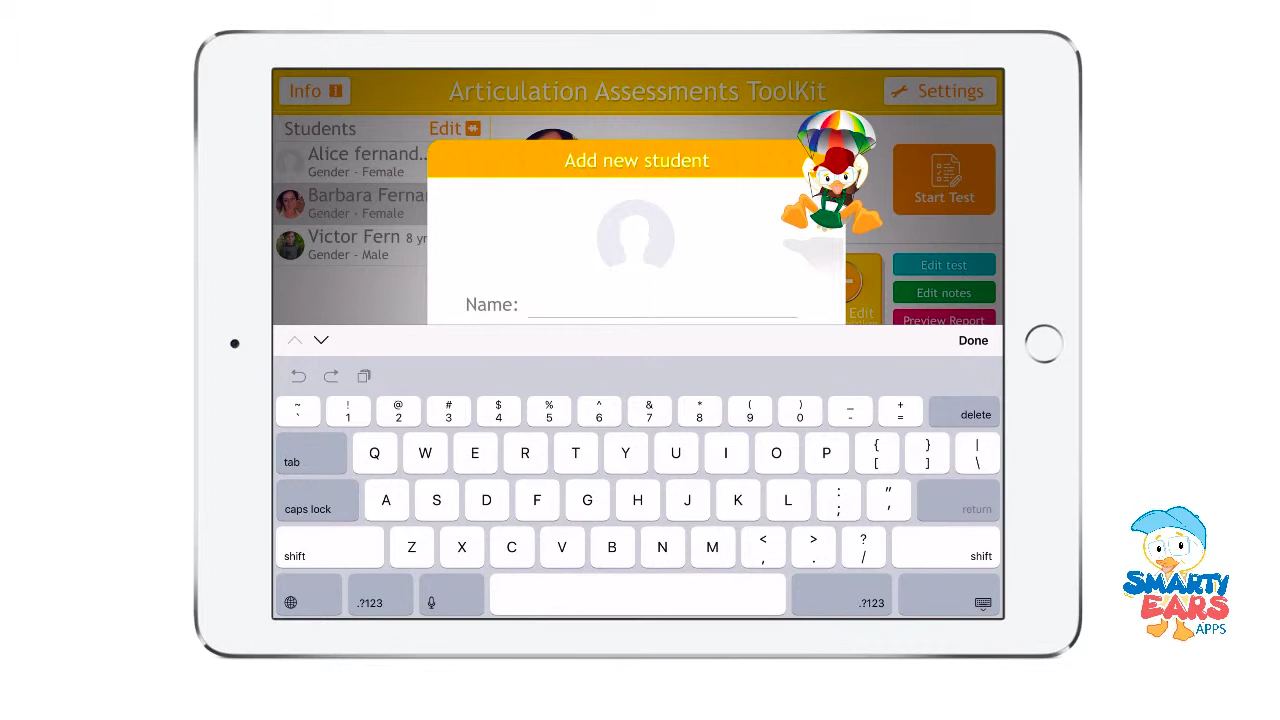 Info
Articulation Assessments ToolKit
Settings
Students
Edit
Alice fernand...
Gender - Female
Barbara Ferna
Gender - Female
Victor Fern 8 yr
Gender - Male
Add new student
Name:
Start Test
Edit
Edit test
Edit notes
Preview Report
Done
~ ! @ # $ % ^ & * ( ) _ +
` 1 2 3 4 5 6 7 8 9 0 - = delete
tab Q W E R T Y U I O P { [ } ] | \
caps lock A S D F G H J K L : ; " ' return
shift Z X C V B N M < , > . ? / shift
.?123 .?123
SMARTY
EARS
APPS